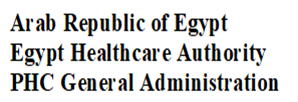 Arab Republic of Egypt
Egypt Healthcare Authority
PHC General Administration